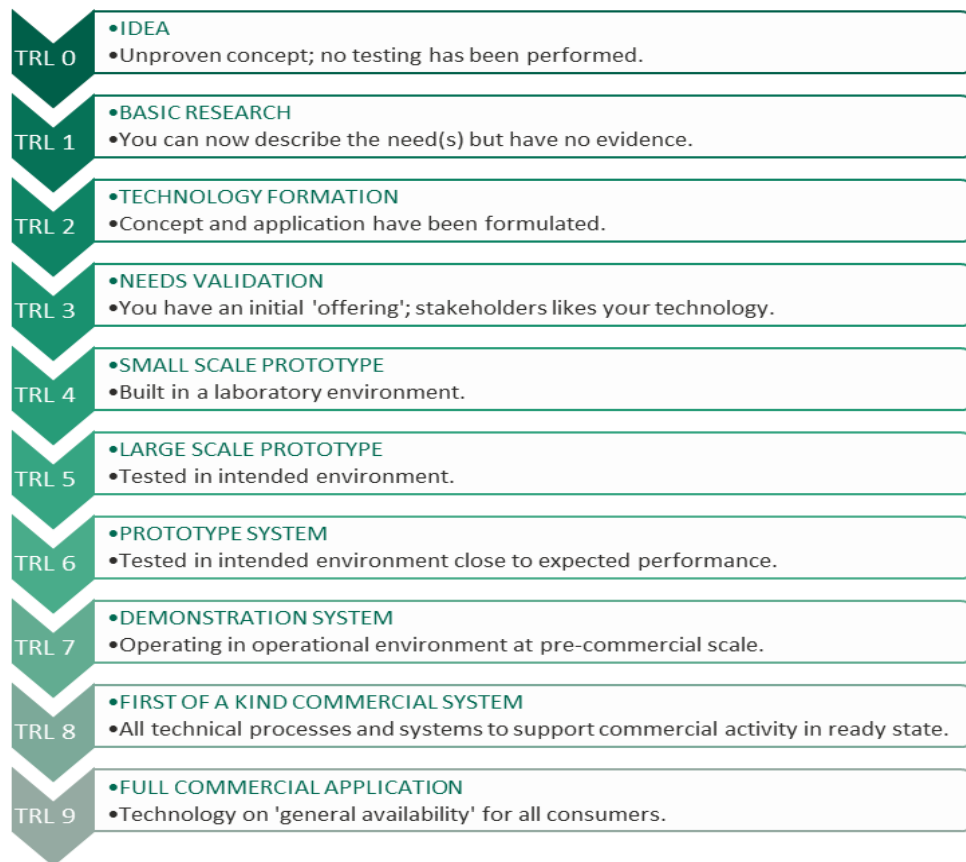 TRL 0
•IDEA
•Unproven concept; no testing has been performed.
TRL 1
•BASIC RESEARCH
•You can now describe the need(s) but have no evidence.
TRL 2
•TECHNOLOGY FORMATION
•Concept and application have been formulated.
TRL 3
•NEEDS VALIDATION
•You have an initial 'offering'; stakeholders likes your technology.
TRL 4
•SMALL SCALE PROTOTYPE
•Built in a laboratory environment.
TRL 5
•LARGE SCALE PROTOTYPE
•Tested in intended environment.
TRL 6
•PROTOTYPE SYSTEM
•Tested in intended environment close to expected performance.
TRL 7
•DEMONSTRATION SYSTEM
•Operating in operational environment at pre-commercial scale.
TRL 8
•FIRST OF A KIND COMMERCIAL SYSTEM
•All technical processes and systems to support commercial activity in ready state.
TRL 9
•FULL COMMERCIAL APPLICATION
•Technology on 'general availability' for all consumers.